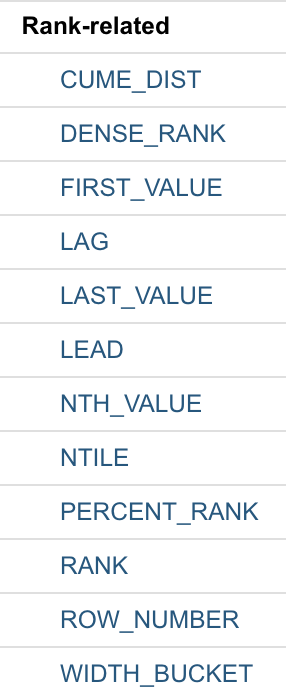 Rank-related
CUME_DIST
DENSE_RANK
FIRST_VALUE
LAG
LAST_VALUE
LEAD
NTH_VALUE
NTILE
PERCENT_RANK
RANK
ROW_NUMBER
WIDTH_BUCKET